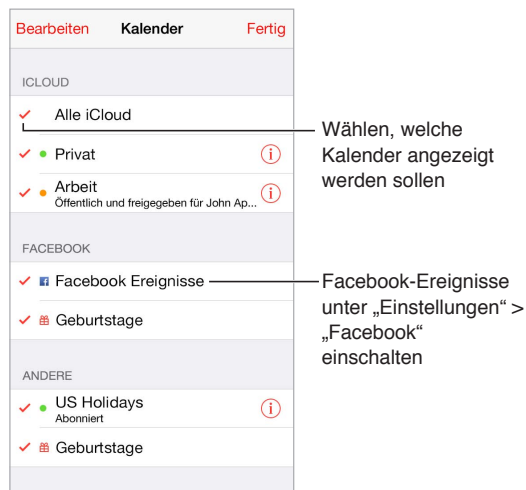 Bearbeiten Kalender Fertig
ICLOUD
Alle iCloud
Privat
Arbeit
Öffentlich und freigegeben für John Ap...
FACEBOOK
Facebook Ereignisse
Geburtstage
ANDERE
US Holidays
Abonniert
Geburtstage
Wählen, welche
Kalender angezeigt
werden sollen
Facebook-Ereignisse
unter „Einstellungen“ >
„Facebook“
einschalten